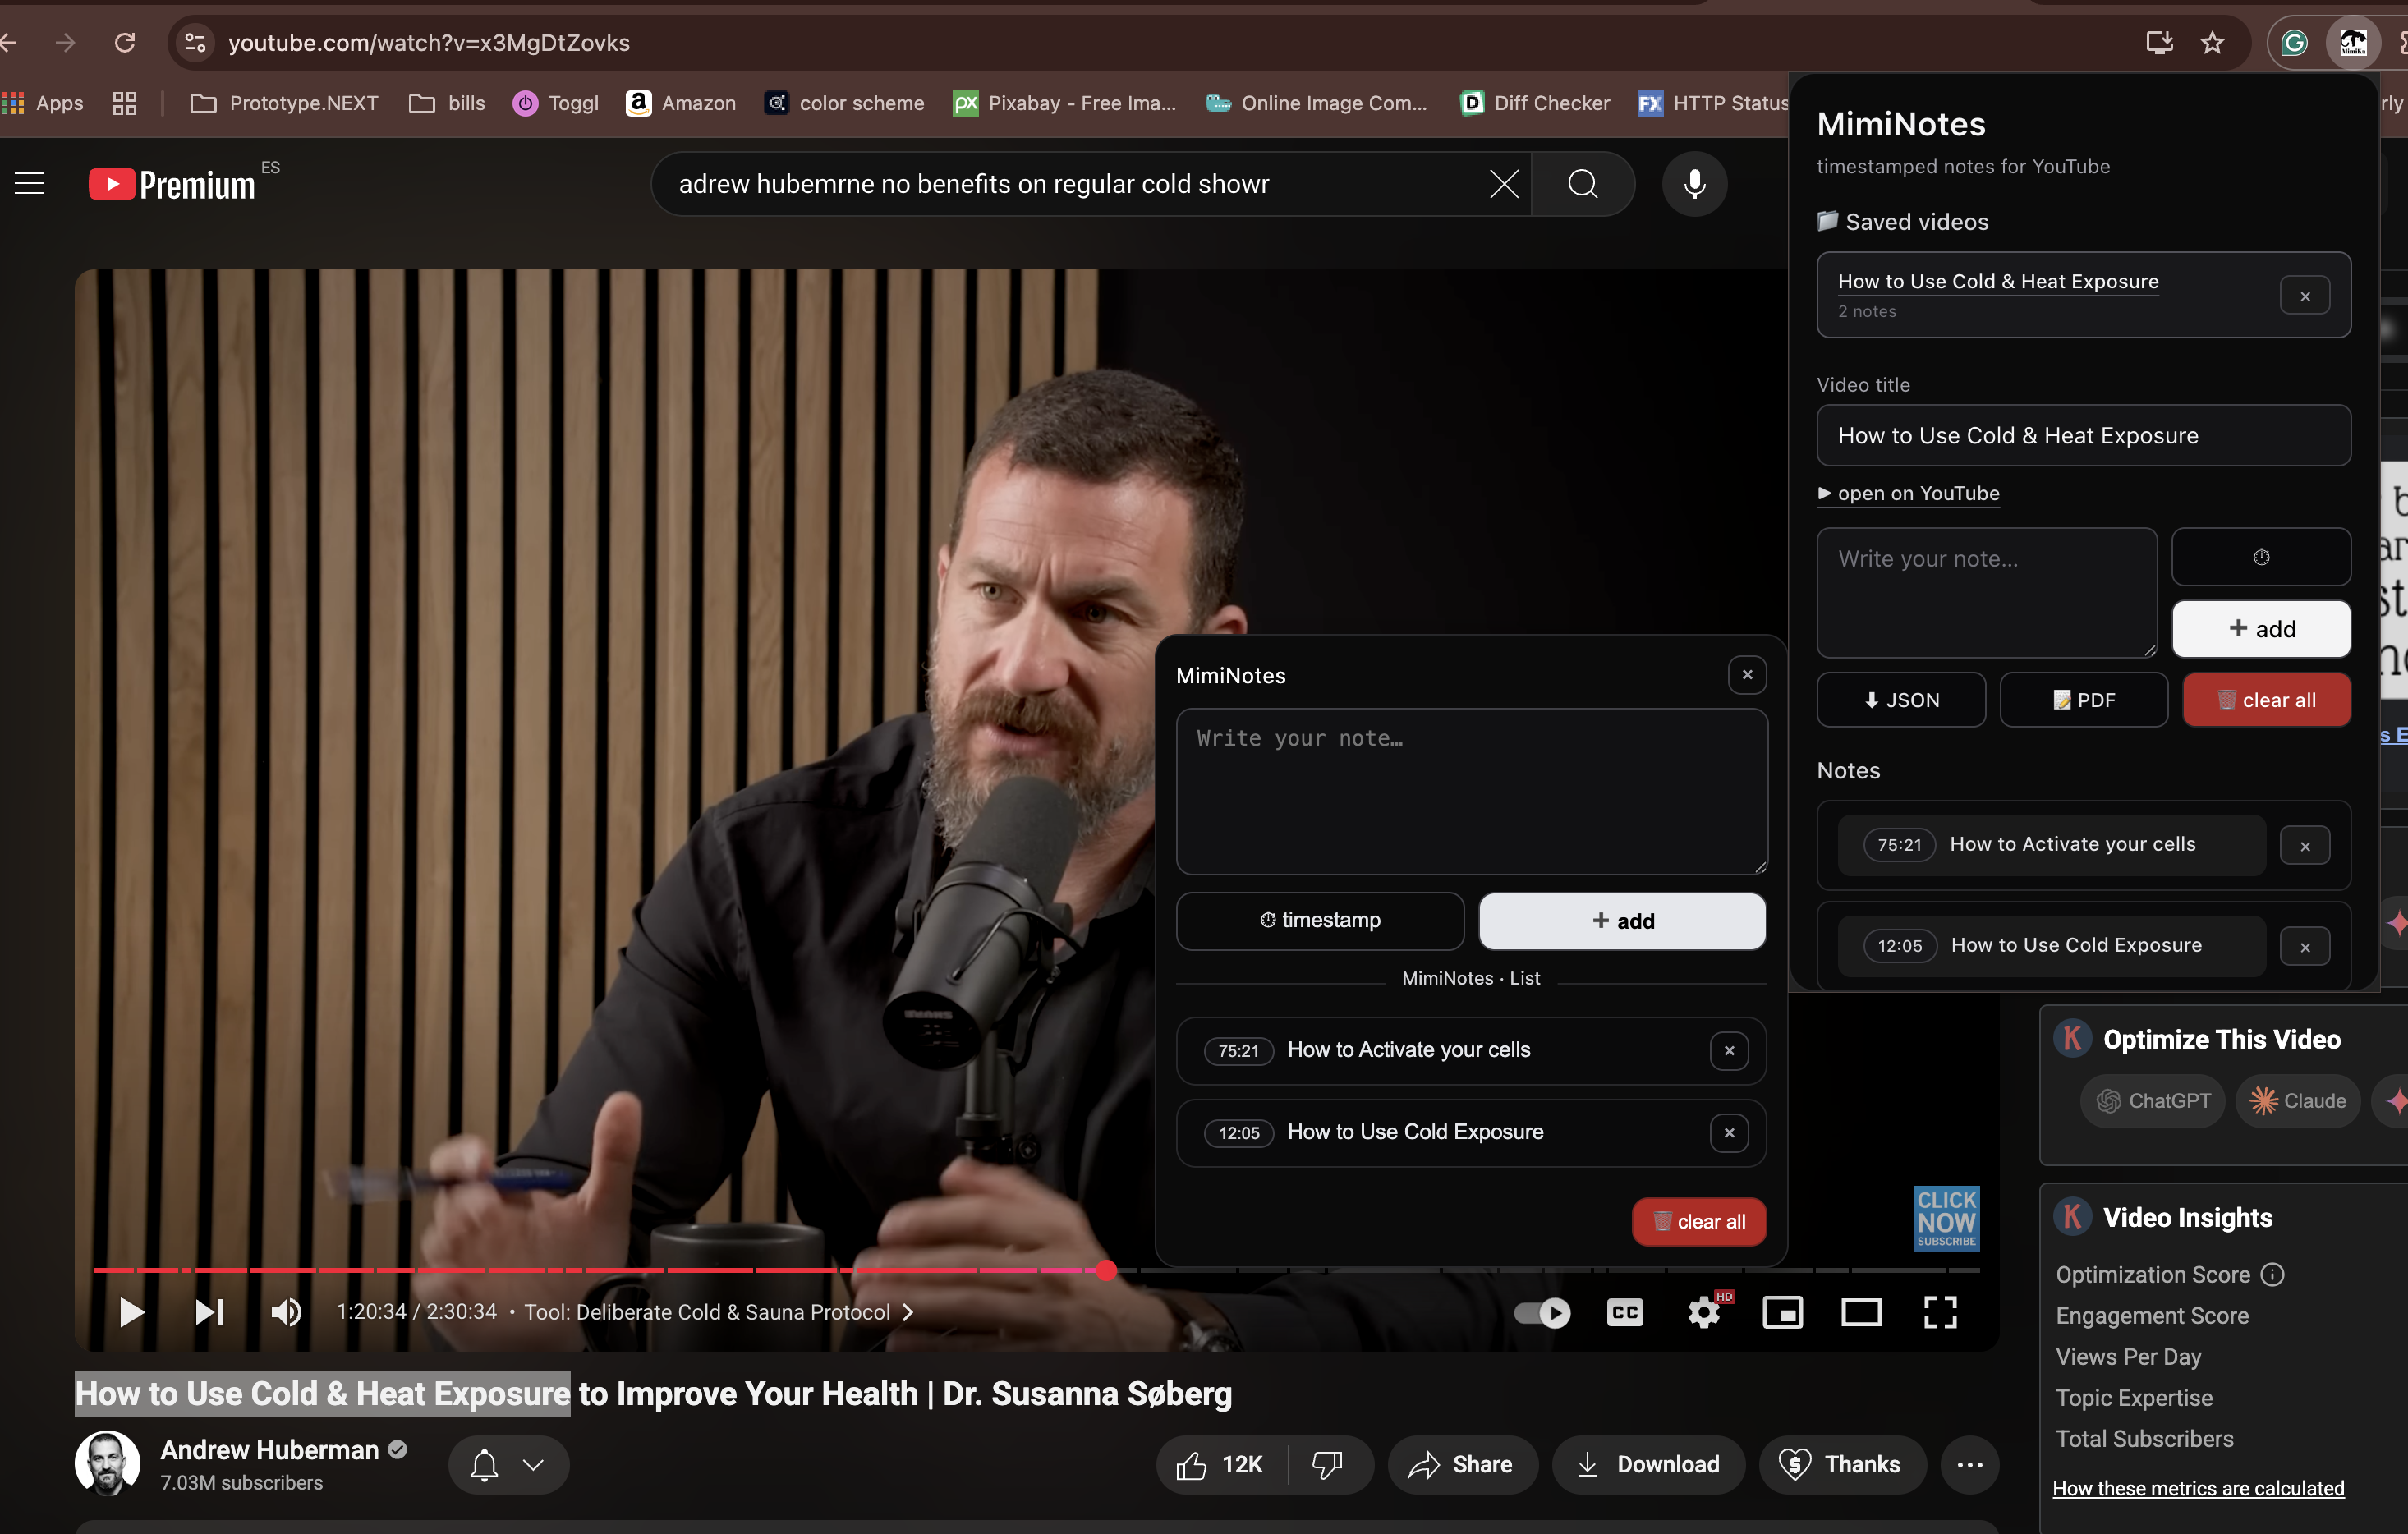 youtube.com/watch?v=x3MgDtZovks
MimiKa
Apps
Prototype.NEXT
bills
Toggl
Amazon
color scheme
Pixabay - Free Ima...
Online Image Com...
Diff Checker
HTTP Status
rly
Premium
ES
adrew hubemrne no benefits on regular cold showr
MimiNotes
timestamped notes for YouTube
📁 Saved videos
How to Use Cold & Heat Exposure
2 notes
×
Video title
How to Use Cold & Heat Exposure
▶ open on YouTube
Write your note...
⏱
+ add
⬇ JSON
📝 PDF
🗑 clear all
Notes
75:21 How to Activate your cells ×
12:05 How to Use Cold Exposure ×
MimiNotes
×
Write your note…
⏱ timestamp
+ add
MimiNotes · List
75:21 How to Activate your cells ×
12:05 How to Use Cold Exposure ×
🗑 clear all
CLICK
NOW
SUBSCRIBE
1:20:34 / 2:30:34 • Tool: Deliberate Cold & Sauna Protocol
CC
HD
How to Use Cold & Heat Exposure to Improve Your Health | Dr. Susanna Søberg
Andrew Huberman
7.03M subscribers
12K
Share
Download
Thanks
K Optimize This Video
ChatGPT
Claude
K Video Insights
Optimization Score
Engagement Score
Views Per Day
Topic Expertise
Total Subscribers
How these metrics are calculated